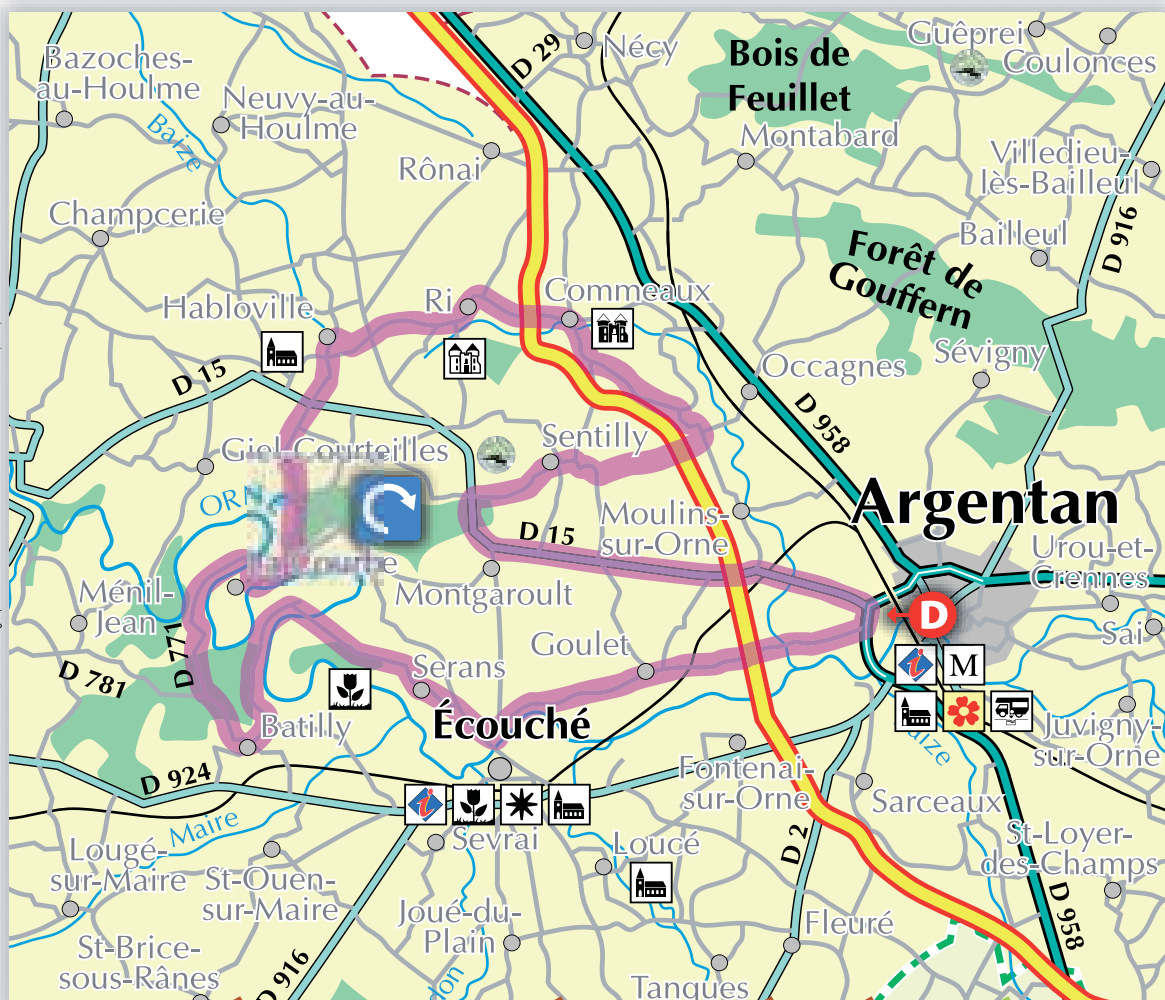 D 29
Nécy
Bois de
Feuillet
Guêprei
Coulonces
Bazoches-
au-Houlme
Neuvy-au-
Houlme
Baize
Rônai
Montabard
Villedieu-
lès-Bailleul
Champcerie
Bailleul
D 916
Forêt de
Gouffern
Habloville
Ri
Commeaux
D 15
Occagnes
Sévigny
D 958
Giel-Courteilles
Sentilly
Argentan
Moulins-
sur-Orne
D 15
Urou-et-
Crennes
Ménil-
Jean
Montgaroult
D
Sai
D 771
D 781
Goulet
Serans
i
M
Batilly
Écouché
Juvigny-
sur-Orne
D 924
Fontenai-
sur-Orne
Sarceaux
i
Maire
Sevrai
Loucé
D 2
St-Loyer-
des-Champs
Lougé-
sur-Maire
St-Ouen-
sur-Maire
Joué-du-
Plain
Fleuré
D 958
St-Brice-
sous-Rânes
D 916
Tanques